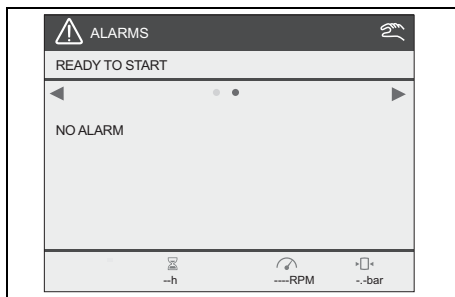 ALARMS
READY TO START
NO ALARM
--h
----RPM
-.-bar